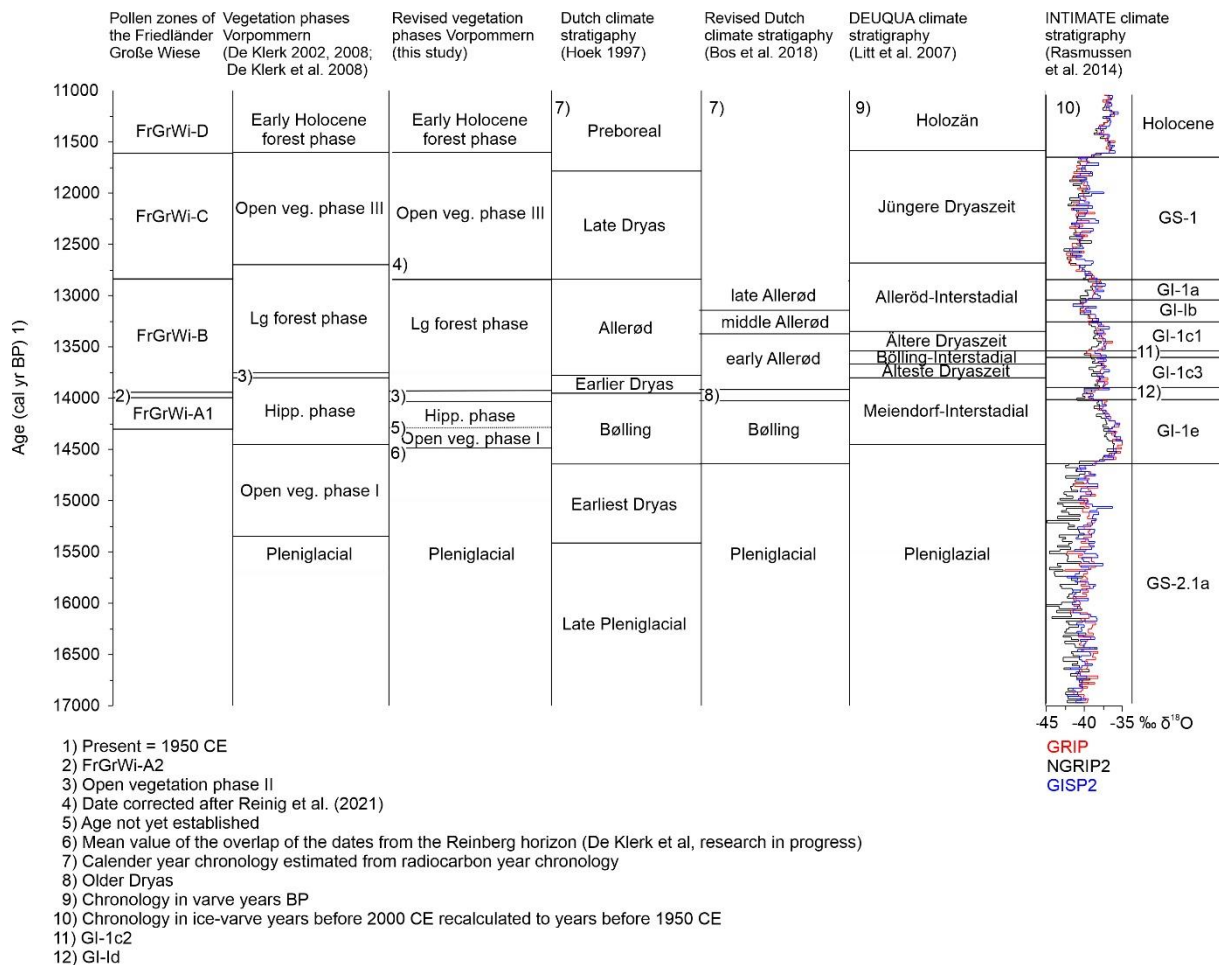 Pollen zones of
the Friedländer
Große Wiese
Vegetation phases
Vorpommern
(De Klerk 2002, 2008;
De Klerk et al. 2008)
Revised vegetation
phases Vorpommern
(this study)
Dutch climate
stratigaphy
(Hoek 1997)
Revised Dutch
climate stratigaphy
(Bos et al. 2018)
DEUQUA climate
stratigraphy
(Litt et al. 2007)
INTIMATE climate
stratigraphy
(Rasmussen
et al. 2014)
Age (cal yr BP) 1)
11000
11500
12000
12500
13000
13500
14000
14500
15000
15500
16000
16500
17000
FrGrWi-D
FrGrWi-C
FrGrWi-B
2)
FrGrWi-A1
Early Holocene
forest phase
Open veg. phase III
Lg forest phase
3)
Hipp. phase
Open veg. phase I
Pleniglacial
Early Holocene
forest phase
Open veg. phase III
4)
Lg forest phase
3)
Hipp. phase
5)
Open veg. phase I
6)
Pleniglacial
7)
Preboreal
Late Dryas
Allerød
Earlier Dryas
Bølling
Earliest Dryas
Late Pleniglacial
7)
late Allerød
middle Allerød
early Allerød
8)
Bølling
Pleniglacial
9)
Holozän
Jüngere Dryaszeit
Alleröd-Interstadial
Ältere Dryaszeit
Bölling-Interstadial
Älteste Dryaszeit
Meiendorf-Interstadial
Pleniglazial
10)
Holocene
GS-1
GI-1a
GI-Ib
GI-1c1
11)
GI-1c3
12)
GI-1e
GS-2.1a
-45 -40 -35 ‰ δ18O
GRIP
NGRIP2
GISP2
1) Present = 1950 CE
2) FrGrWi-A2
3) Open vegetation phase II
4) Date corrected after Reinig et al. (2021)
5) Age not yet established
6) Mean value of the overlap of the dates from the Reinberg horizon (De Klerk et al, research in progress)
7) Calender year chronology estimated from radiocarbon year chronology
8) Older Dryas
9) Chronology in varve years BP
10) Chronology in ice-varve years before 2000 CE recalculated to years before 1950 CE
11) GI-1c2
12) GI-Id